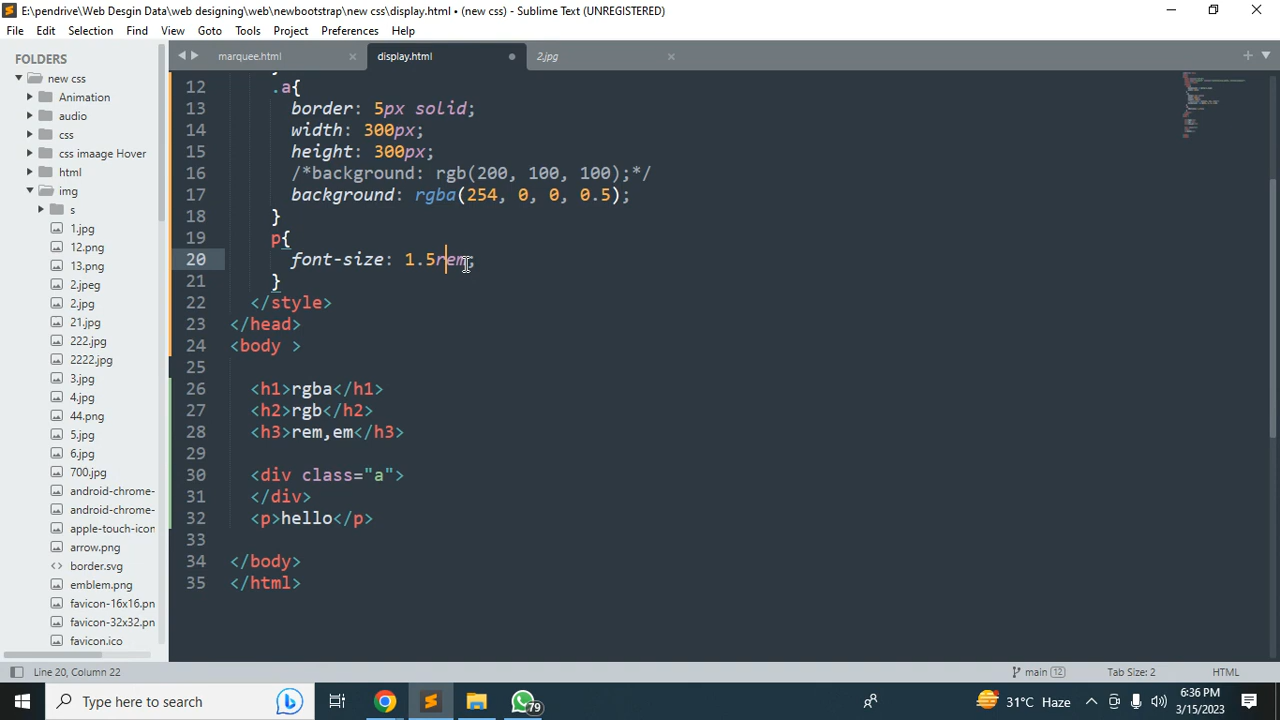 E:\pendrive\Web Desgin Data\web designing\web\newbootstrap\new css\display.html • (new css) - Sublime Text (UNREGISTERED)
File Edit Selection Find View Goto Tools Project Preferences Help
FOLDERS
new css
Animation
audio
css
css imaage Hover
html
img
s
1.jpg
12.png
13.png
2.jpeg
2.jpg
21.jpg
222.jpg
2222.jpg
3.jpg
4.jpg
44.png
5.jpg
6.jpg
700.jpg
android-chrome-
android-chrome-
apple-touch-icon
arrow.png
border.svg
emblem.png
favicon-16x16.pn
favicon-32x32.pn
favicon.ico
marquee.html display.html 2.jpg
12 .a{
13 border: 5px solid;
14 width: 300px;
15 height: 300px;
16 /*background: rgb(200, 100, 100);*/
17 background: rgba(254, 0, 0, 0.5);
18 }
19 p{
20 font-size: 1.5rem;
21 }
22 </style>
23 </head>
24 <body >
25
26 <h1>rgba</h1>
27 <h2>rgb</h2>
28 <h3>rem,em</h3>
29
30 <div class="a">
31 </div>
32 <p>hello</p>
33
34 </body>
35 </html>
Line 20, Column 22 main 12 Tab Size: 2 HTML
Type here to search 79 31°C Haze 6:36 PM
3/15/2023